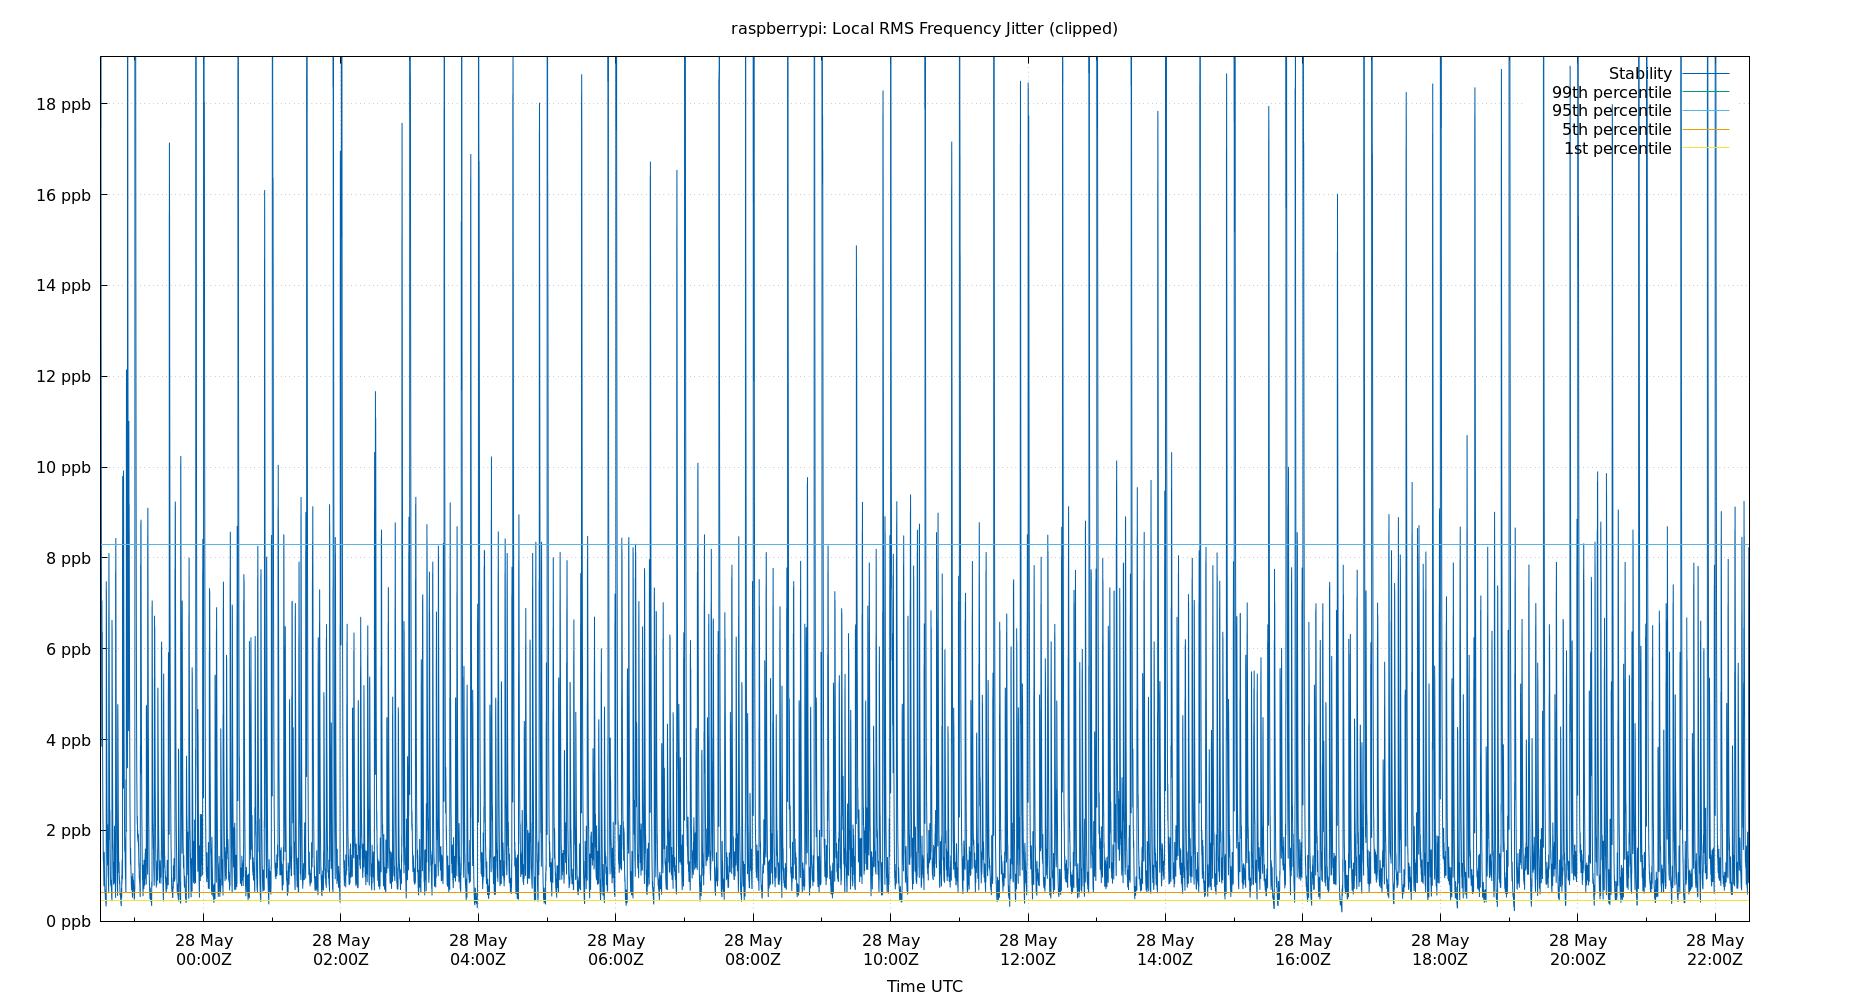 raspberrypi: Local RMS Frequency Jitter (clipped)
Stability
99th percentile
95th percentile
5th percentile
1st percentile
18 ppb
16 ppb
14 ppb
12 ppb
10 ppb
8 ppb
6 ppb
4 ppb
2 ppb
0 ppb
28 May 28 May 28 May 28 May 28 May 28 May 28 May 28 May 28 May 28 May 28 May 28 May
00:00Z 02:00Z 04:00Z 06:00Z 08:00Z 10:00Z 12:00Z 14:00Z 16:00Z 18:00Z 20:00Z 22:00Z
Time UTC